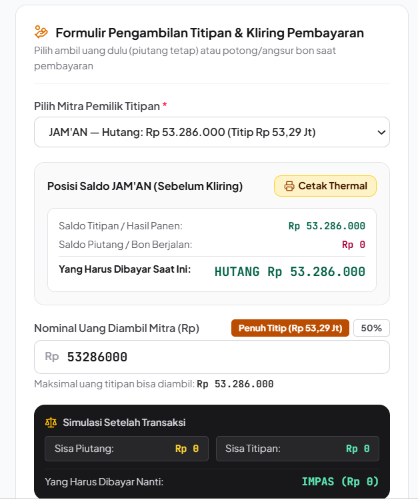 Formulir Pengambilan Titipan & Kliring Pembayaran
Pilih ambil uang dulu (piutang tetap) atau potong/angsur bon saat
pembayaran
Pilih Mitra Pemilik Titipan *
JAM'AN — Hutang: Rp 53.286.000 (Titip Rp 53,29 Jt)
Posisi Saldo JAM'AN (Sebelum Kliring)
Cetak Thermal
Saldo Titipan / Hasil Panen: Rp 53.286.000
Saldo Piutang / Bon Berjalan: Rp 0
Yang Harus Dibayar Saat Ini: HUTANG Rp 53.286.000
Nominal Uang Diambil Mitra (Rp) Penuh Titip (Rp 53,29 Jt) 50%
Rp 53286000
Maksimal uang titipan bisa diambil: Rp 53.286.000
Simulasi Setelah Transaksi
Sisa Piutang: Rp 0 Sisa Titipan: Rp 0
Yang Harus Dibayar Nanti: IMPAS (Rp 0)